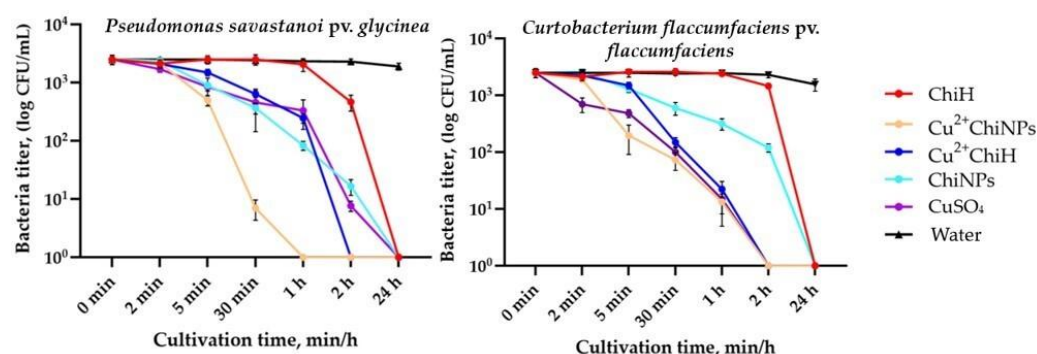 Pseudomonas savastanoi pv. glycinea
Bacteria titer, (log CFU/mL)
10⁴
10³
10²
10¹
10⁰
0 min
2 min
5 min
30 min
1 h
2 h
24 h
Cultivation time, min/h
Curtobacterium flaccumfaciens pv.
flaccumfaciens
Bacteria titer, (log CFU/mL)
10⁴
10³
10²
10¹
10⁰
0 min
2 min
5 min
30 min
1 h
2 h
24 h
Cultivation time, min/h
ChiH
Cu²⁺ChiNPs
Cu²⁺ChiH
ChiNPs
CuSO₄
Water